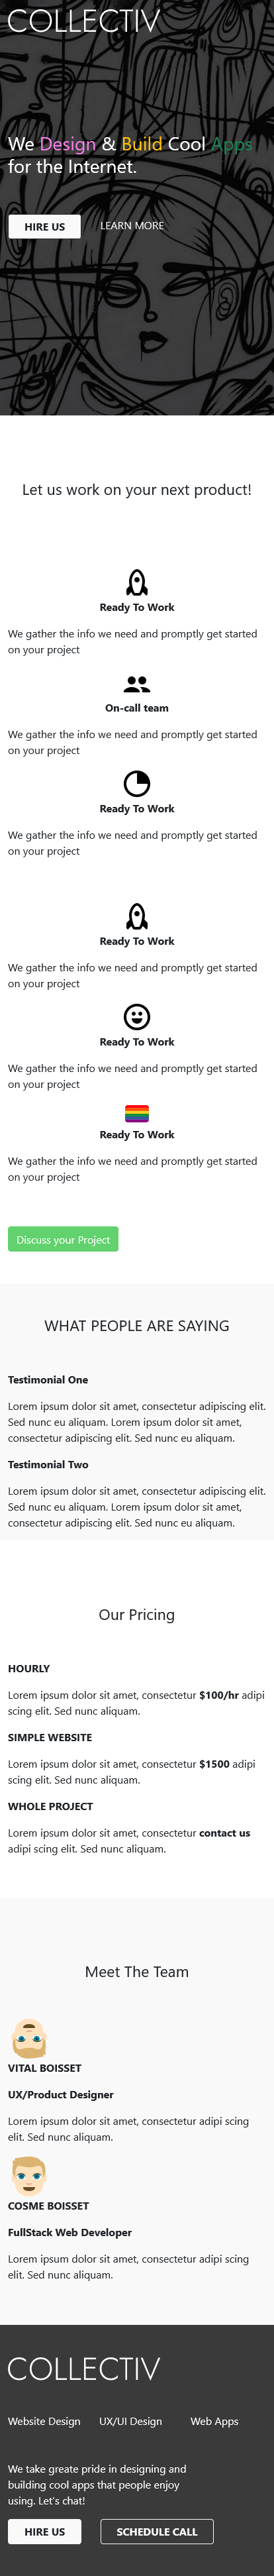 COLLECTIV
We Design & Build Cool Apps
for the Internet.
HIRE US LEARN MORE
Let us work on your next product!
Ready To Work
We gather the info we need and promptly get started
on your project
On-call team
We gather the info we need and promptly get started
on your project
Ready To Work
We gather the info we need and promptly get started
on your project
Ready To Work
We gather the info we need and promptly get started
on your project
Ready To Work
We gather the info we need and promptly get started
on your project
Ready To Work
We gather the info we need and promptly get started
on your project
Discuss your Project
WHAT PEOPLE ARE SAYING
Testimonial One
Lorem ipsum dolor sit amet, consectetur adipiscing elit.
Sed nunc eu aliquam. Lorem ipsum dolor sit amet,
consectetur adipiscing elit. Sed nunc eu aliquam.
Testimonial Two
Lorem ipsum dolor sit amet, consectetur adipiscing elit.
Sed nunc eu aliquam. Lorem ipsum dolor sit amet,
consectetur adipiscing elit. Sed nunc eu aliquam.
Our Pricing
HOURLY
Lorem ipsum dolor sit amet, consectetur $100/hr adipi
scing elit. Sed nunc aliquam.
SIMPLE WEBSITE
Lorem ipsum dolor sit amet, consectetur $1500 adipi
scing elit. Sed nunc aliquam.
WHOLE PROJECT
Lorem ipsum dolor sit amet, consectetur contact us
adipi scing elit. Sed nunc aliquam.
Meet The Team
VITAL BOISSET
UX/Product Designer
Lorem ipsum dolor sit amet, consectetur adipi scing
elit. Sed nunc aliquam.
COSME BOISSET
FullStack Web Developer
Lorem ipsum dolor sit amet, consectetur adipi scing
elit. Sed nunc aliquam.
COLLECTIV
Website Design UX/UI Design Web Apps
We take greate pride in designing and
building cool apps that people enjoy
using. Let's chat!
HIRE US SCHEDULE CALL